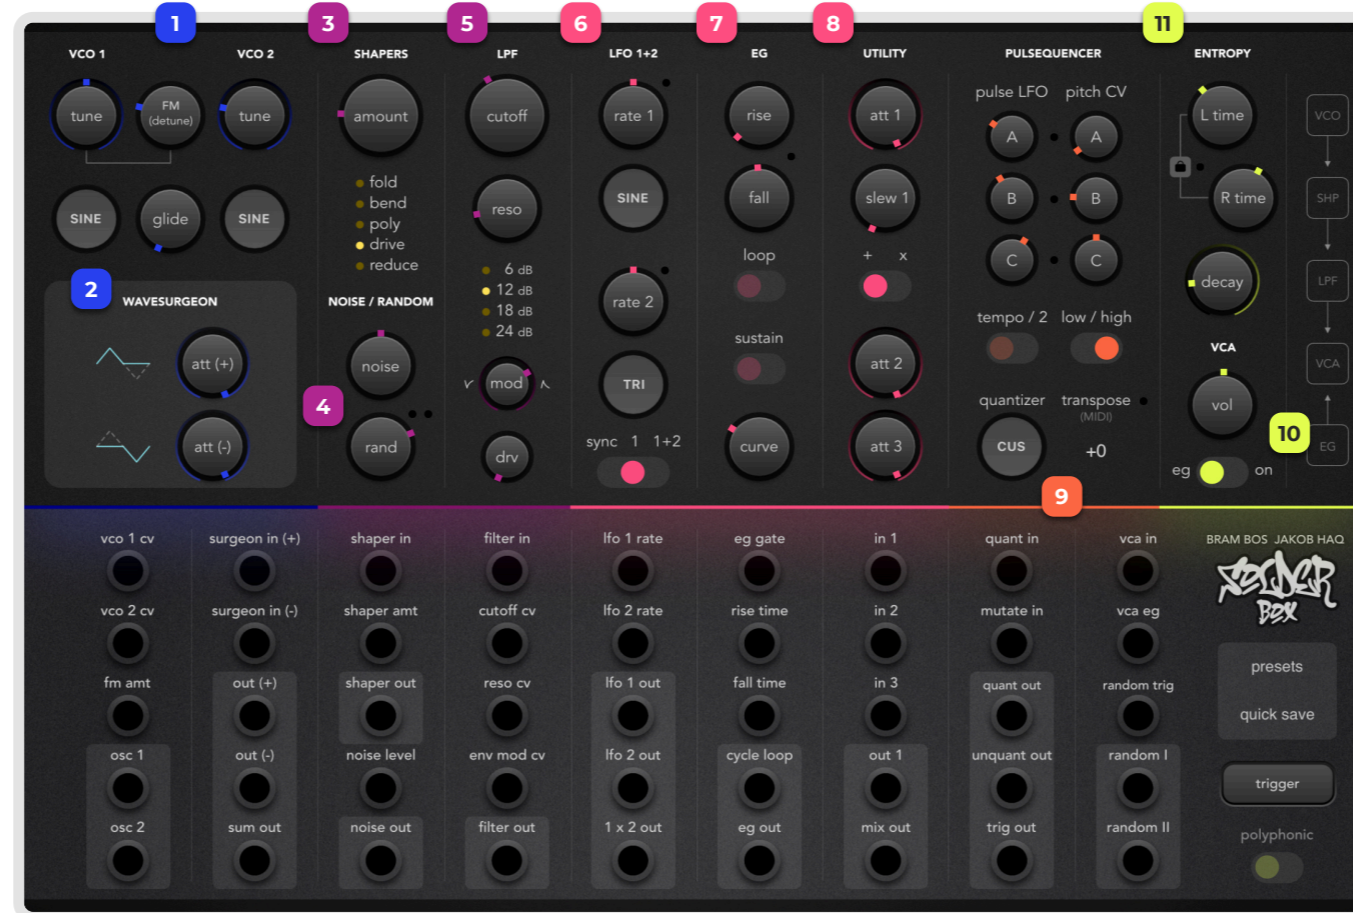 1
3
5
6
7
8
11
VCO 1
VCO 2
SHAPERS
LPF
LFO 1+2
EG
UTILITY
PULSEQUENCER
ENTROPY
tune
FM
(detune)
tune
amount
cutoff
rate 1
rise
att 1
pulse LFO
pitch CV
A
A
L time
VCO
fold
bend
poly
drive
reduce
SINE
glide
SINE
reso
SINE
fall
slew 1
B
B
R time
SHP
loop
+
x
C
C
6 dB
12 dB
18 dB
24 dB
2
WAVESURGEON
NOISE / RANDOM
rate 2
sustain
tempo / 2
low / high
decay
LPF
att (+)
noise
mod
TRI
att 2
VCA
VCA
4
quantizer
transpose
(MIDI)
vol
10
att (-)
rand
drv
sync
1
1+2
curve
att 3
CUS
+0
eg
on
EG
9
vco 1 cv
surgeon in (+)
shaper in
filter in
lfo 1 rate
eg gate
in 1
quant in
vca in
BRAM BOS JAKOB HAQ
SOLDER
BOX
vco 2 cv
surgeon in (-)
shaper amt
cutoff cv
lfo 2 rate
rise time
in 2
mutate in
vca eg
presets
fm amt
out (+)
shaper out
reso cv
lfo 1 out
fall time
in 3
quant out
random trig
quick save
osc 1
out (-)
noise level
env mod cv
lfo 2 out
cycle loop
out 1
unquant out
random I
trigger
osc 2
sum out
noise out
filter out
1 x 2 out
eg out
mix out
trig out
random II
polyphonic